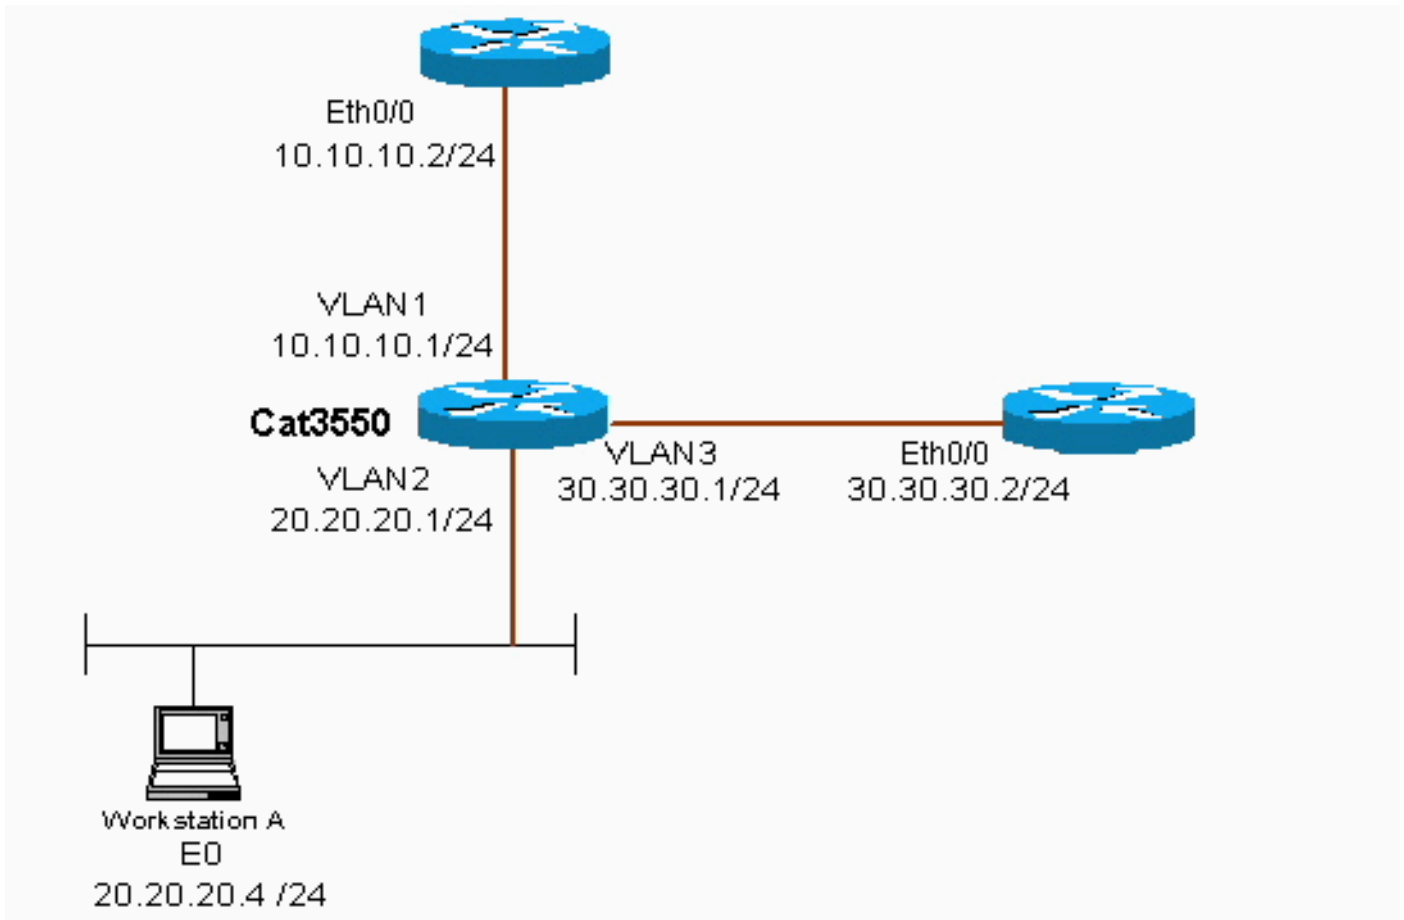 Eth0/0
10.10.10.2/24
VLAN1
10.10.10.1/24
Cat3550
VLAN2
20.20.20.1/24
VLAN3
30.30.30.1/24
Eth0/0
30.30.30.2/24
Workstation A
E0
20.20.20.4 /24